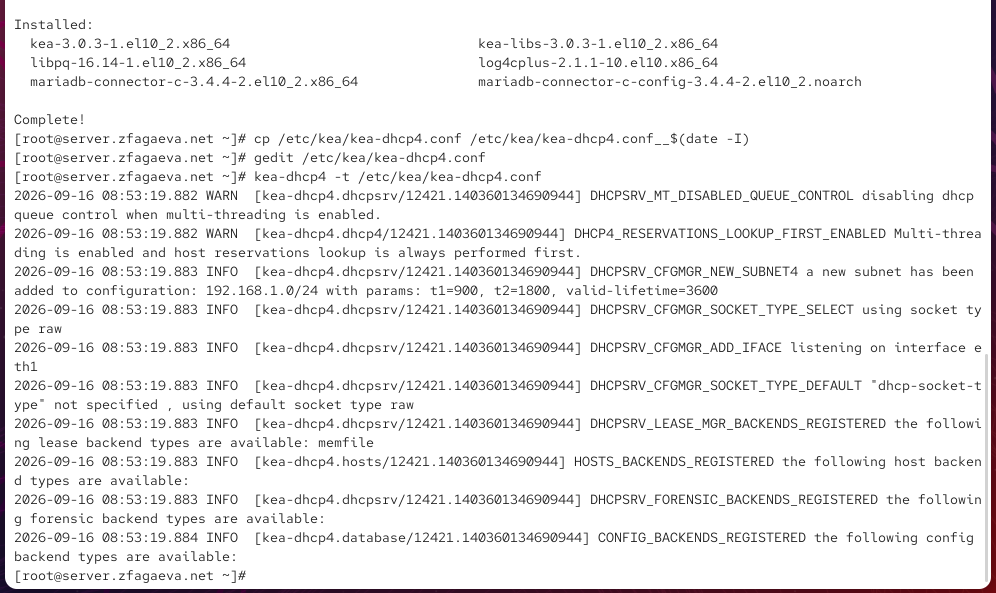 Installed:
kea-3.0.3-1.el10_2.x86_64 kea-libs-3.0.3-1.el10_2.x86_64
libpq-16.14-1.el10_2.x86_64 log4cplus-2.1.1-10.el10.x86_64
mariadb-connector-c-3.4.4-2.el10_2.x86_64 mariadb-connector-c-config-3.4.4-2.el10_2.noarch
Complete!
[root@server.zfagaeva.net ~]# cp /etc/kea/kea-dhcp4.conf /etc/kea/kea-dhcp4.conf__$(date -I)
[root@server.zfagaeva.net ~]# gedit /etc/kea/kea-dhcp4.conf
[root@server.zfagaeva.net ~]# kea-dhcp4 -t /etc/kea/kea-dhcp4.conf
2026-09-16 08:53:19.882 WARN  [kea-dhcp4.dhcpsrv/12421.140360134690944] DHCPSRV_MT_DISABLED_QUEUE_CONTROL disabling dhcp
queue control when multi-threading is enabled.
2026-09-16 08:53:19.882 WARN  [kea-dhcp4.dhcp4/12421.140360134690944] DHCP4_RESERVATIONS_LOOKUP_FIRST_ENABLED Multi-threa
ding is enabled and host reservations lookup is always performed first.
2026-09-16 08:53:19.883 INFO  [kea-dhcp4.dhcpsrv/12421.140360134690944] DHCPSRV_CFGMGR_NEW_SUBNET4 a new subnet has been
added to configuration: 192.168.1.0/24 with params: t1=900, t2=1800, valid-lifetime=3600
2026-09-16 08:53:19.883 INFO  [kea-dhcp4.dhcpsrv/12421.140360134690944] DHCPSRV_CFGMGR_SOCKET_TYPE_SELECT using socket ty
pe raw
2026-09-16 08:53:19.883 INFO  [kea-dhcp4.dhcpsrv/12421.140360134690944] DHCPSRV_CFGMGR_ADD_IFACE listening on interface e
th1
2026-09-16 08:53:19.883 INFO  [kea-dhcp4.dhcpsrv/12421.140360134690944] DHCPSRV_CFGMGR_SOCKET_TYPE_DEFAULT "dhcp-socket-t
ype" not specified , using default socket type raw
2026-09-16 08:53:19.883 INFO  [kea-dhcp4.dhcpsrv/12421.140360134690944] DHCPSRV_LEASE_MGR_BACKENDS_REGISTERED the followi
ng lease backend types are available: memfile
2026-09-16 08:53:19.883 INFO  [kea-dhcp4.hosts/12421.140360134690944] HOSTS_BACKENDS_REGISTERED the following host backen
d types are available:
2026-09-16 08:53:19.883 INFO  [kea-dhcp4.dhcpsrv/12421.140360134690944] DHCPSRV_FORENSIC_BACKENDS_REGISTERED the followin
g forensic backend types are available:
2026-09-16 08:53:19.884 INFO  [kea-dhcp4.database/12421.140360134690944] CONFIG_BACKENDS_REGISTERED the following config
backend types are available:
[root@server.zfagaeva.net ~]#